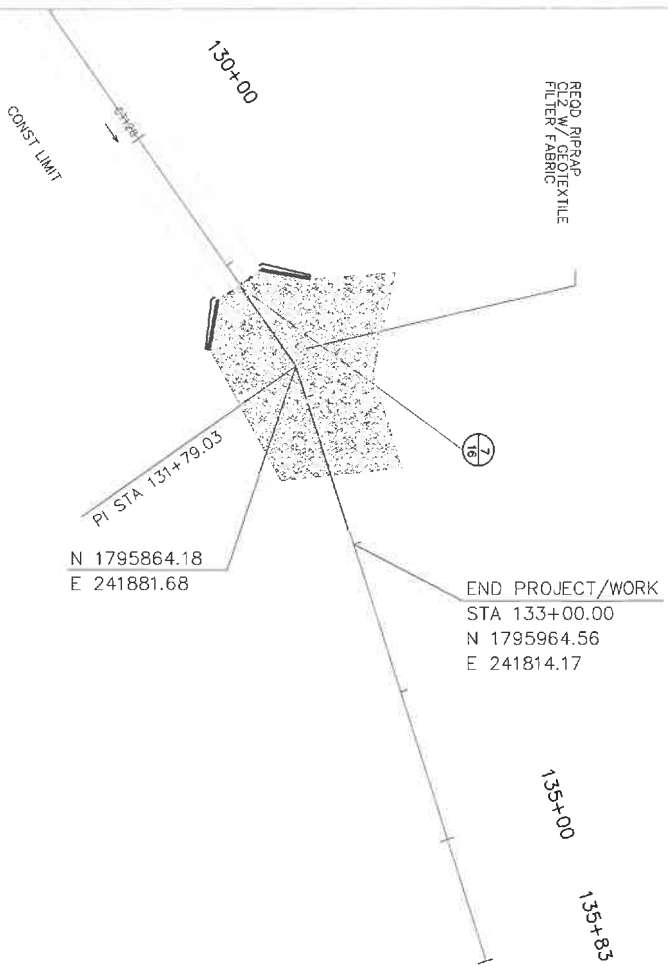 130+00
REQD RIPRAP
CL2 W/ GEOTEXTILE
FILTER FABRIC
CONST LIMIT
7
16
PI STA 131+79.03
N 1795864.18
E 241881.68
END PROJECT/WORK
STA 133+00.00
N 1795964.56
E 241814.17
135+00
135+83